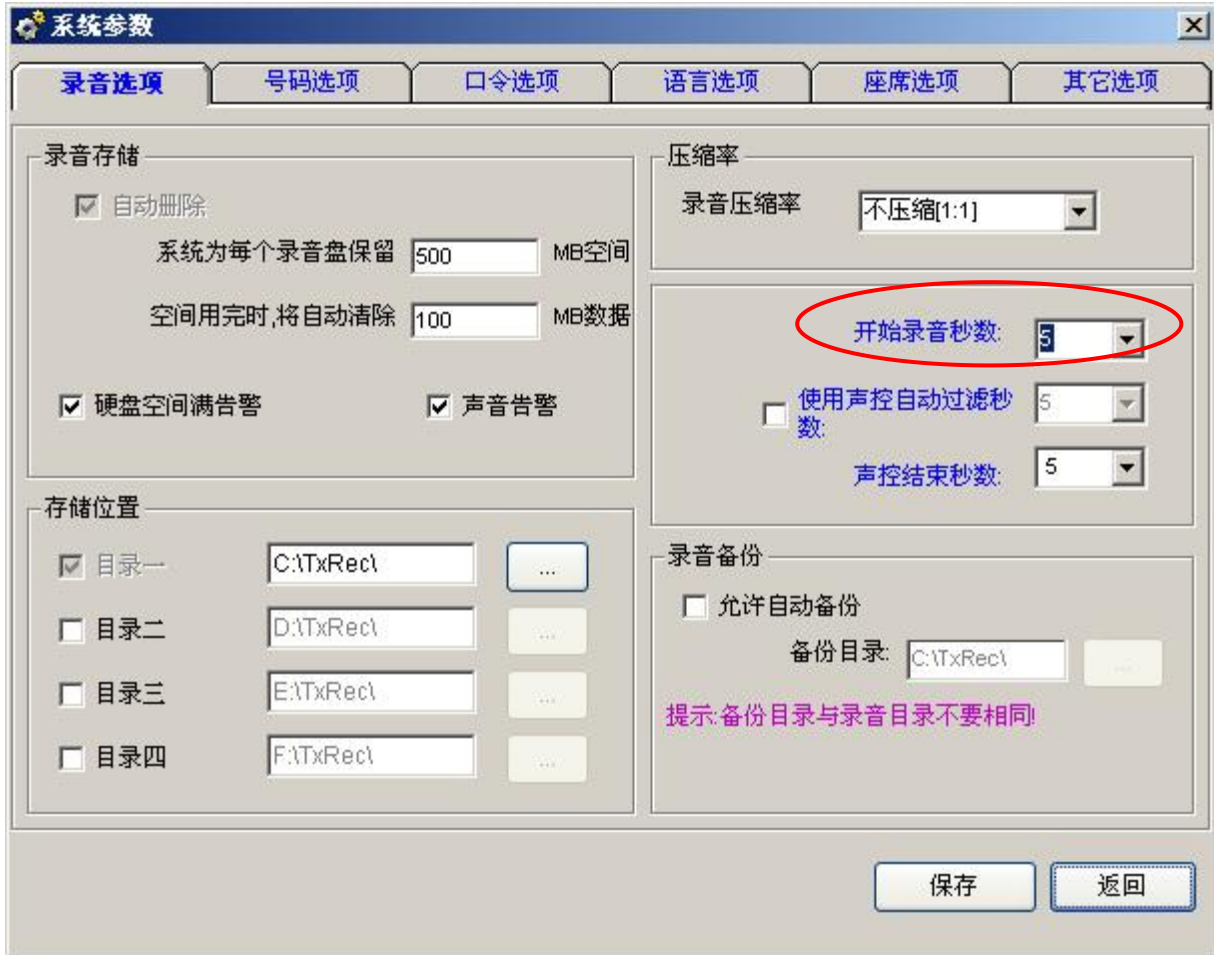 系统参数
录音选项 号码选项 口令选项 语言选项 座席选项 其它选项
录音存储
自动删除
系统为每个录音盘保留 500 MB空间
空间用完时,将自动清除 100 MB数据
硬盘空间满告警 声音告警
存储位置
目录一 C:\TxRec\ ...
目录二 D:\TxRec\ ...
目录三 E:\TxRec\ ...
目录四 F:\TxRec\ ...
压缩率
录音压缩率 不压缩[1:1]
开始录音秒数: 5
使用声控自动过滤秒 5
数:
声控结束秒数: 5
录音备份
允许自动备份
备份目录: C:\TxRec\ ...
提示:备份目录与录音目录不要相同!
保存 返回